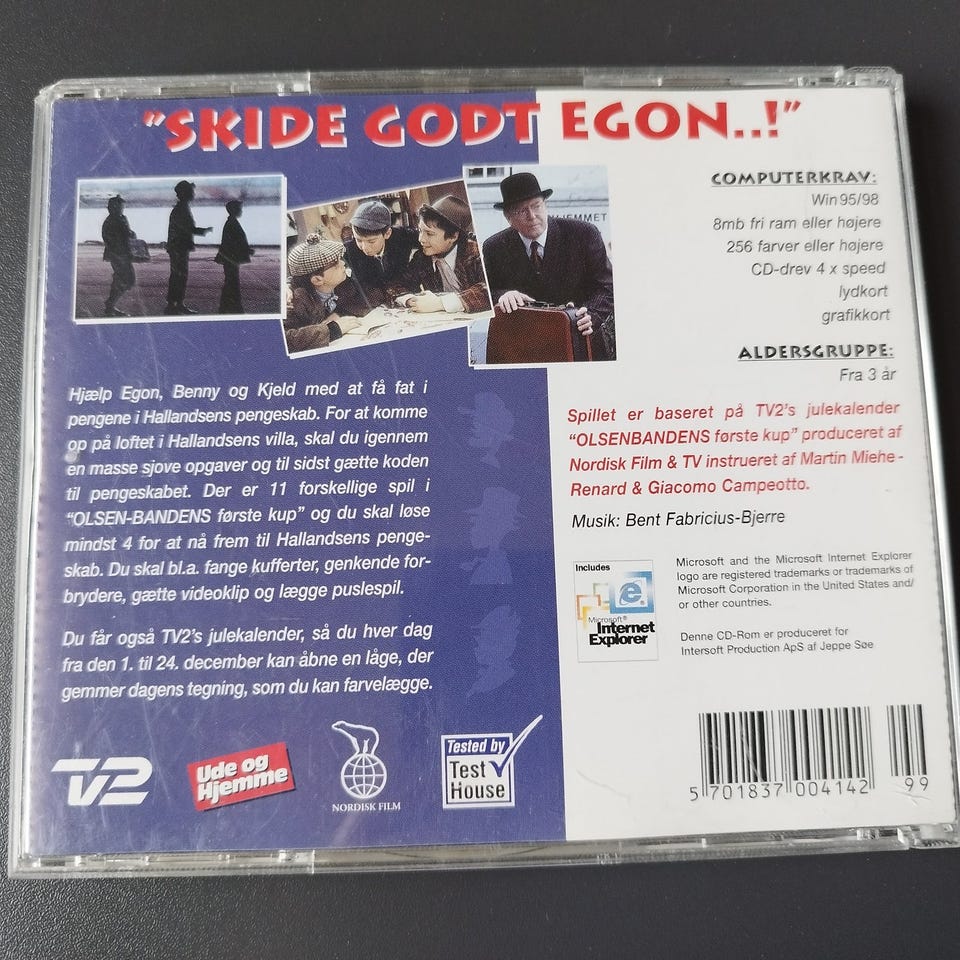 "SKIDE GODT EGON..!"
HJEMMET
COMPUTERKRAV:
Win 95/98
8mb fri ram eller højere
256 farver eller højere
CD-drev 4 x speed
lydkort
grafikkort
ALDERSGRUPPE:
Fra 3 år
Hjælp Egon, Benny og Kjeld med at få fat i
pengene i Hallandsens pengeskab. For at komme
op på loftet i Hallandsens villa, skal du igennem
en masse sjove opgaver og til sidst gætte koden
til pengeskabet. Der er 11 forskellige spil i
"OLSEN-BANDENS første kup" og du skal løse
mindst 4 for at nå frem til Hallandsens penge-
skab. Du skal bl.a. fange kufferter, genkende for-
brydere, gætte videoklip og lægge puslespil.
Du får også TV2's julekalender, så du hver dag
fra den 1. til 24. december kan åbne en låge, der
gemmer dagens tegning, som du kan farvelægge.
Spillet er baseret på TV2's julekalender
"OLSENBANDENS første kup" produceret af
Nordisk Film & TV instrueret af Martin Miehe-
Renard & Giacomo Campeotto.
Musik: Bent Fabricius-Bjerre
Includes
Microsoft®
Internet
Explorer
Microsoft and the Microsoft Internet Explorer
logo are registered trademarks or trademarks of
Microsoft Corporation in the United States and/
or other countries.
Denne CD-Rom er produceret for
Intersoft Production ApS af Jeppe Søe
TV2
Ude og
Hjemme
NORDISK FILM
Tested by
Test
House
5 701837 004142 99